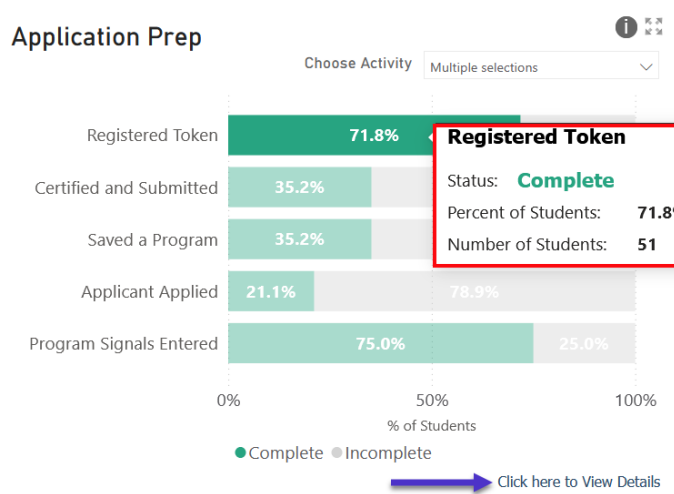 Application Prep
Choose Activity
Multiple selections
Registered Token
71.8%
Registered Token
Status: Complete
Percent of Students: 71.8%
Number of Students: 51
Certified and Submitted
35.2%
Saved a Program
35.2%
Applicant Applied
21.1%
78.9%
Program Signals Entered
75.0%
25.0%
0%
50%
100%
% of Students
Complete
Incomplete
Click here to View Details